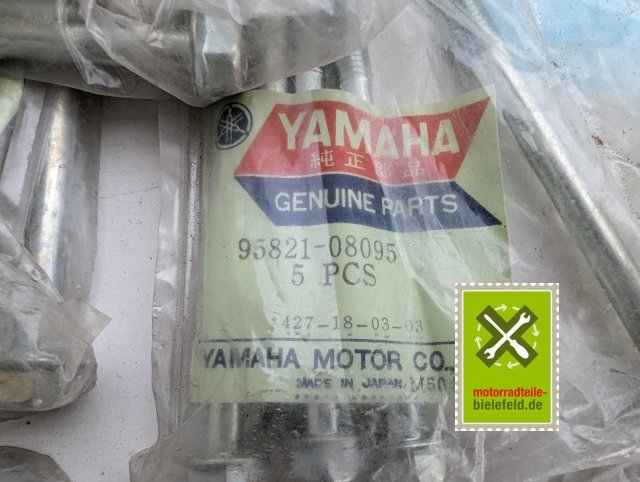 YAMAHA
純正部品
GENUINE PARTS
95821-08095
5 PCS
427-18-03-03
YAMAHA MOTOR CO.,
MADE IN JAPAN
motorradteile-
bielefeld.de